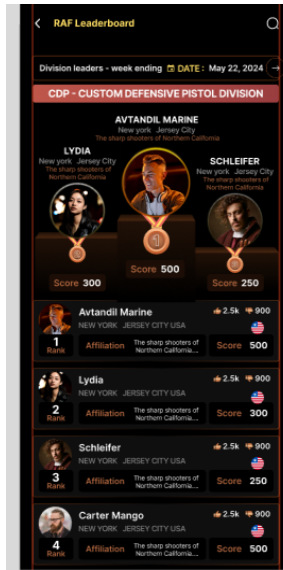 RAF Leaderboard
Division leaders - week ending DATE : May 22, 2024
CDP - CUSTOM DEFENSIVE PISTOL DIVISION
AVTANDIL MARINE
New york Jersey City
The sharp shooters of Northern California
LYDIA
New york Jersey City
The sharp shooters of
Northern California
SCHLEIFER
New york Jersey City
The sharp shooters of
Northern California
1
Score 500
Score 300
Score 250
Avtandil Marine 2.5k 900
NEW YORK JERSEY CITY USA
1
Rank
Affiliation
The sharp shooters of
Northern California....
Score 500
Lydia 2.5k 900
NEW YORK JERSEY CITY USA
2
Rank
Affiliation
The sharp shooters of
Northern California....
Score 300
Schleifer 2.5k 900
NEW YORK JERSEY CITY USA
3
Rank
Affiliation
The sharp shooters of
Northern California....
Score 250
Carter Mango 2.5k 900
NEW YORK JERSEY CITY USA
4
Rank
Affiliation
The sharp shooters of
Northern California....
Score 500